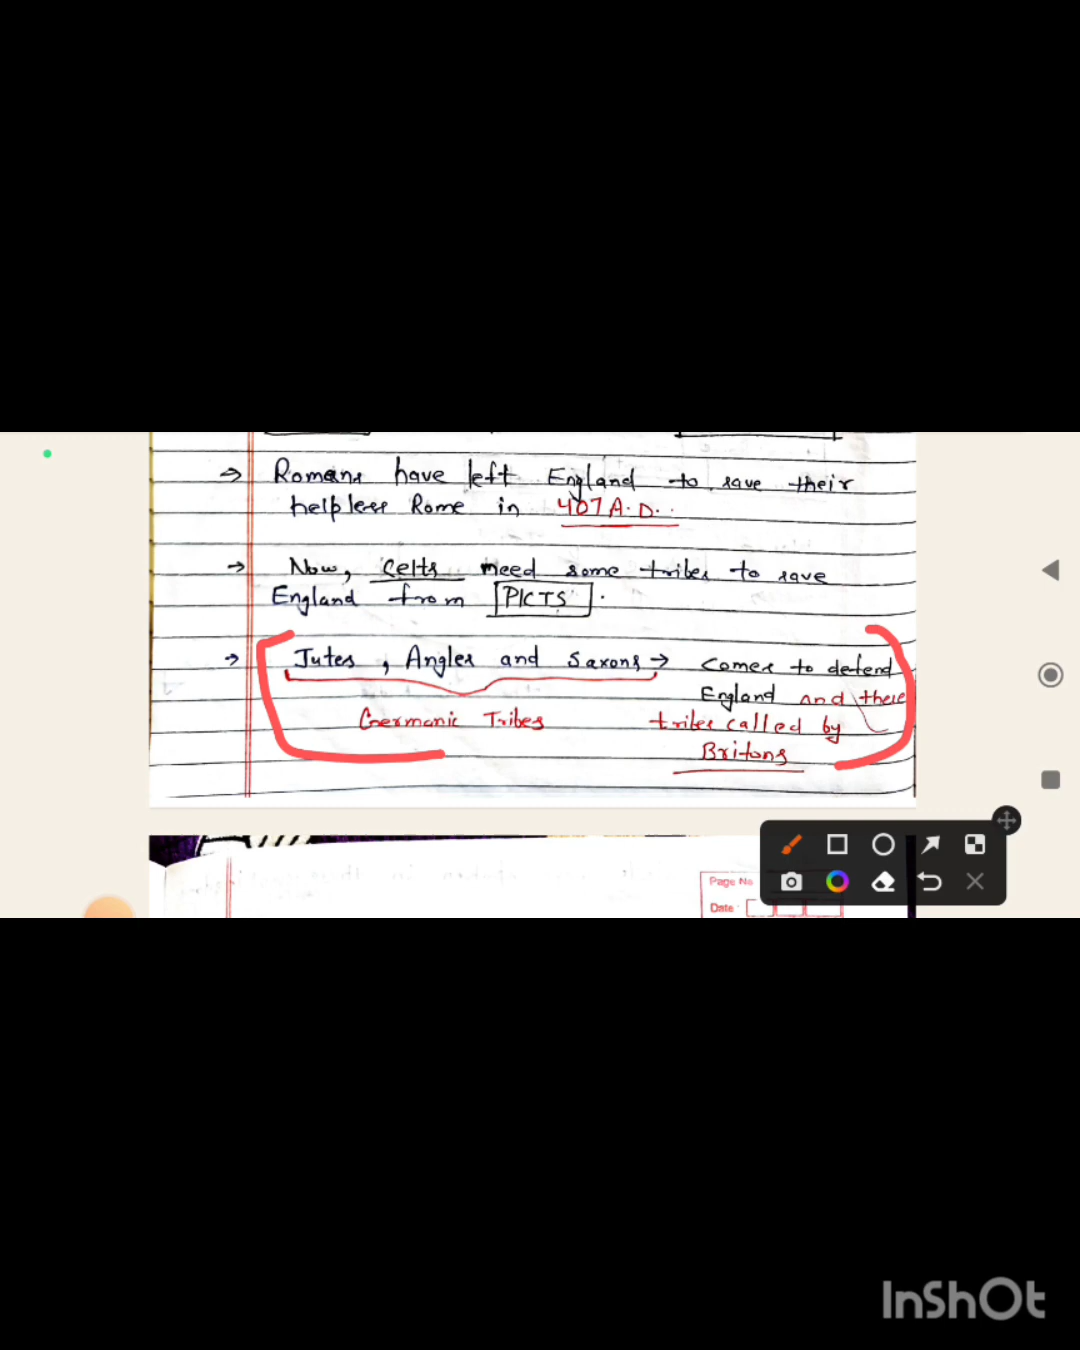 → Romans have left England to save their
helpless Rome in 407 A.D..
→ Now, Celts need some tribes to save
England from PICTS.
→ Jutes, Angles and Saxons → Comes to defend
England and these
Germanic Tribes tribes called by
Britons
Page No
Date
InShOt